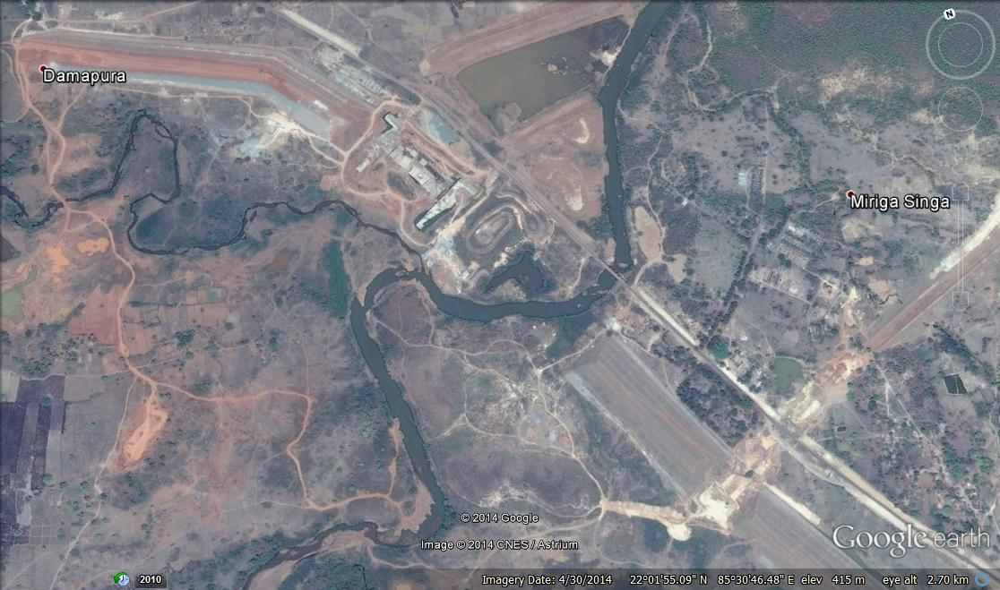 N
Damapura
Miriga Singa
© 2014 Google
Image © 2014 CNES / Astrium
Google earth
2010
Imagery Date: 4/30/2014 22°01'55.09" N 85°30'46.48" E elev 415 m eye alt 2.70 km